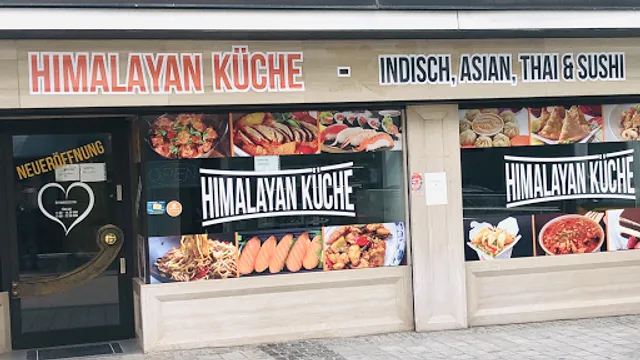 HIMALAYAN KÜCHE - INDISCH, ASIAN, THAI & SUSHI
NEUERÖFFNUNG
HIMALAYAN KÜCHE
HIMALAYAN KÜCHE